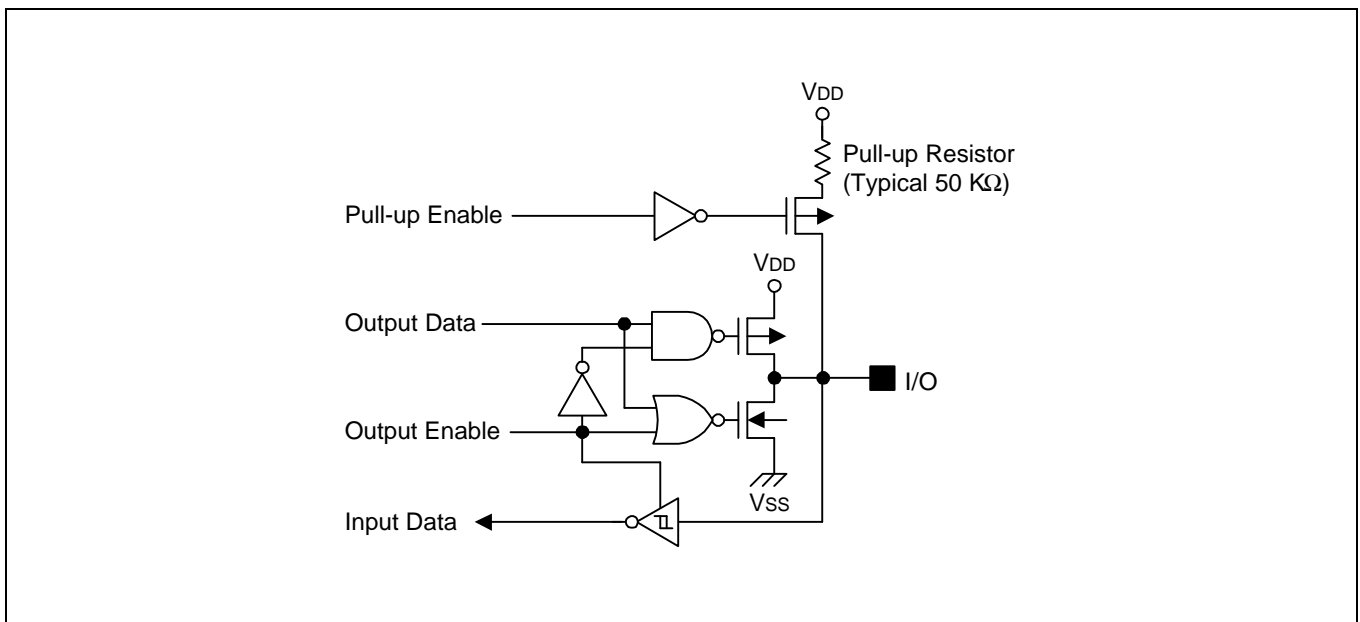 VDD
Pull-up Resistor
(Typical 50 KΩ)
Pull-up Enable
VDD
Output Data
I/O
Output Enable
VSS
Input Data